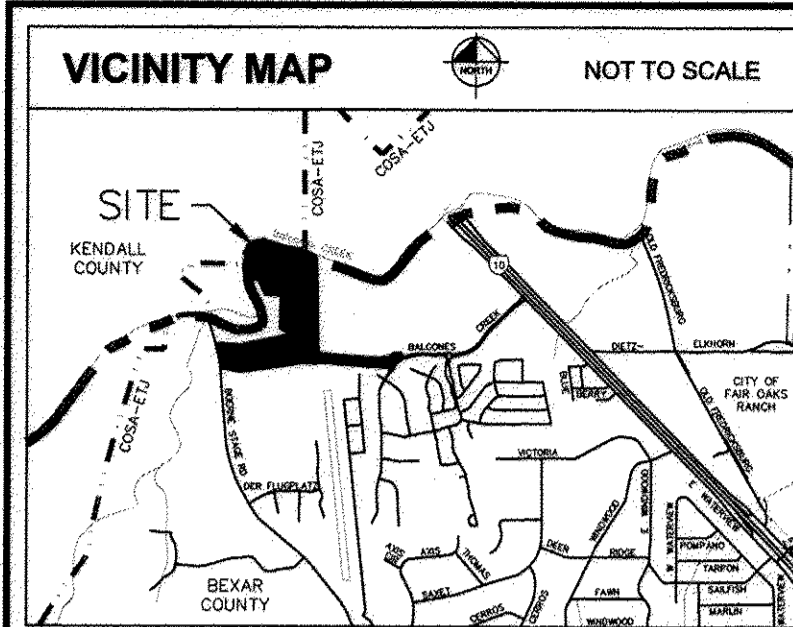 VICINITY MAP
NORTH
NOT TO SCALE
COSA-ETJ
COSA-ETJ
SITE
KENDALL
COUNTY
CREEK
10
OLD FREDRICKSBURG
BALCONES
CREEK
DIETZ-
ELKHORN
BLUE
BERRY
CITY OF
FAIR OAKS
RANCH
OLD FREDRICKSBURG
COSA-ETJ
BOERNE STAGE RD
VICTORIA
DER FLUGPLATZ
WINDWOOD
E WINDWOOD
E WATERVIEW
W WATERVIEW
POMPANO
AXIS
AXIS
DEER
RIDGE
TARPON
THOMAS
SAXET
FAWN
SAILFISH
WATERVIEW
BEXAR
COUNTY
CERROS
CERROS
WINDWOOD
MARLIN